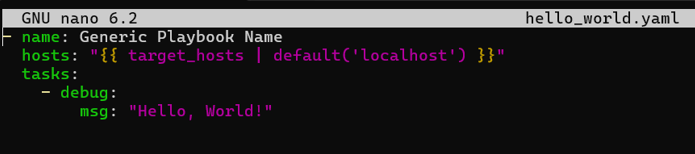 GNU nano 6.2 hello_world.yaml
- name: Generic Playbook Name
  hosts: "{{ target_hosts | default('localhost') }}"
  tasks:
    - debug:
        msg: "Hello, World!"